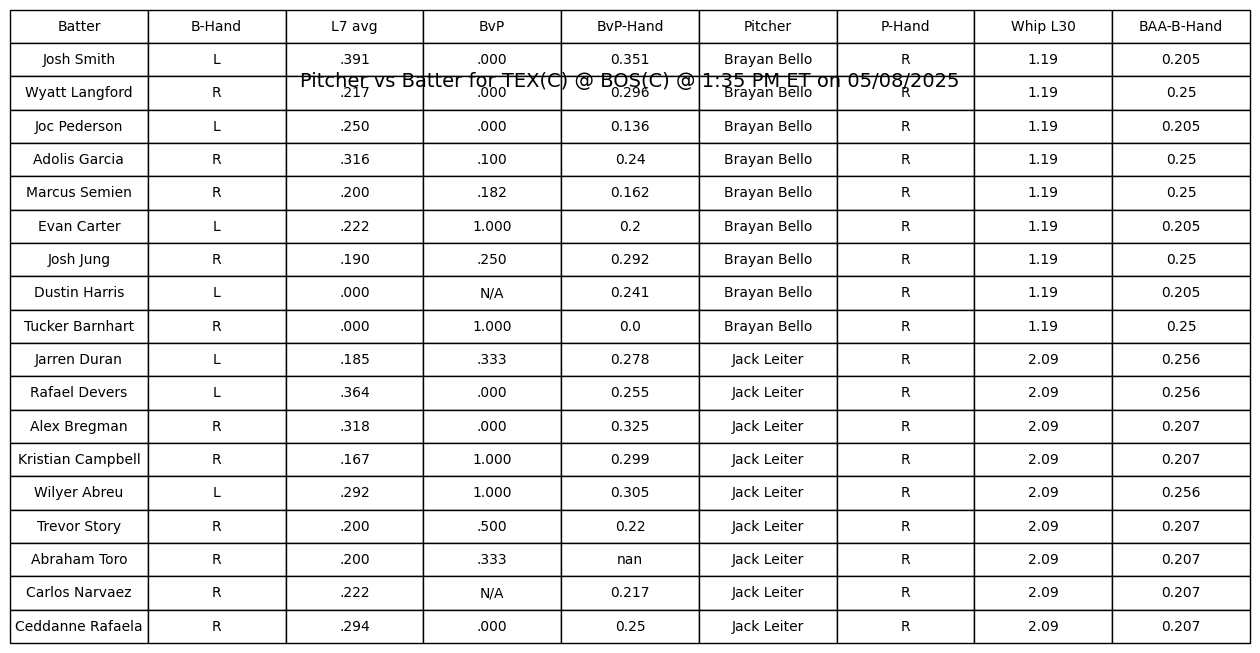 Batter B-Hand L7 avg BvP BvP-Hand Pitcher P-Hand Whip L30 BAA-B-Hand
Josh Smith L .391 .000 0.351 Brayan Bello R 1.19 0.205
Pitcher vs Batter for TEX(C) @ BOS(C) @ 1:35 PM ET on 05/08/2025
Wyatt Langford R .217 .000 0.296 Brayan Bello R 1.19 0.25
Joc Pederson L .250 .000 0.136 Brayan Bello R 1.19 0.205
Adolis Garcia R .316 .100 0.24 Brayan Bello R 1.19 0.25
Marcus Semien R .200 .182 0.162 Brayan Bello R 1.19 0.25
Evan Carter L .222 1.000 0.2 Brayan Bello R 1.19 0.205
Josh Jung R .190 .250 0.292 Brayan Bello R 1.19 0.25
Dustin Harris L .000 N/A 0.241 Brayan Bello R 1.19 0.205
Tucker Barnhart R .000 1.000 0.0 Brayan Bello R 1.19 0.25
Jarren Duran L .185 .333 0.278 Jack Leiter R 2.09 0.256
Rafael Devers L .364 .000 0.255 Jack Leiter R 2.09 0.256
Alex Bregman R .318 .000 0.325 Jack Leiter R 2.09 0.207
Kristian Campbell R .167 1.000 0.299 Jack Leiter R 2.09 0.207
Wilyer Abreu L .292 1.000 0.305 Jack Leiter R 2.09 0.256
Trevor Story R .200 .500 0.22 Jack Leiter R 2.09 0.207
Abraham Toro R .200 .333 nan Jack Leiter R 2.09 0.207
Carlos Narvaez R .222 N/A 0.217 Jack Leiter R 2.09 0.207
Ceddanne Rafaela R .294 .000 0.25 Jack Leiter R 2.09 0.207